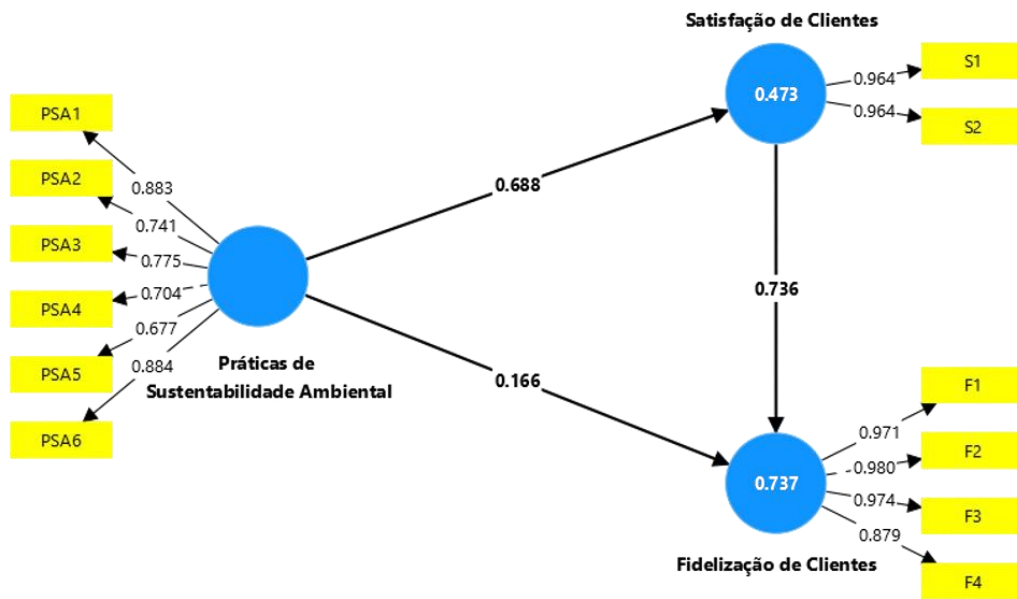 Satisfação de Clientes
S1
0.964
0.473
0.964
S2
PSA1
PSA2
PSA3
PSA4
PSA5
PSA6
0.883
0.741
0.775
0.704
0.677
0.884
Práticas de
Sustentabilidade Ambiental
0.688
0.736
0.166
0.737
F1
0.971
F2
0.980
0.974
F3
0.879
F4
Fidelização de Clientes